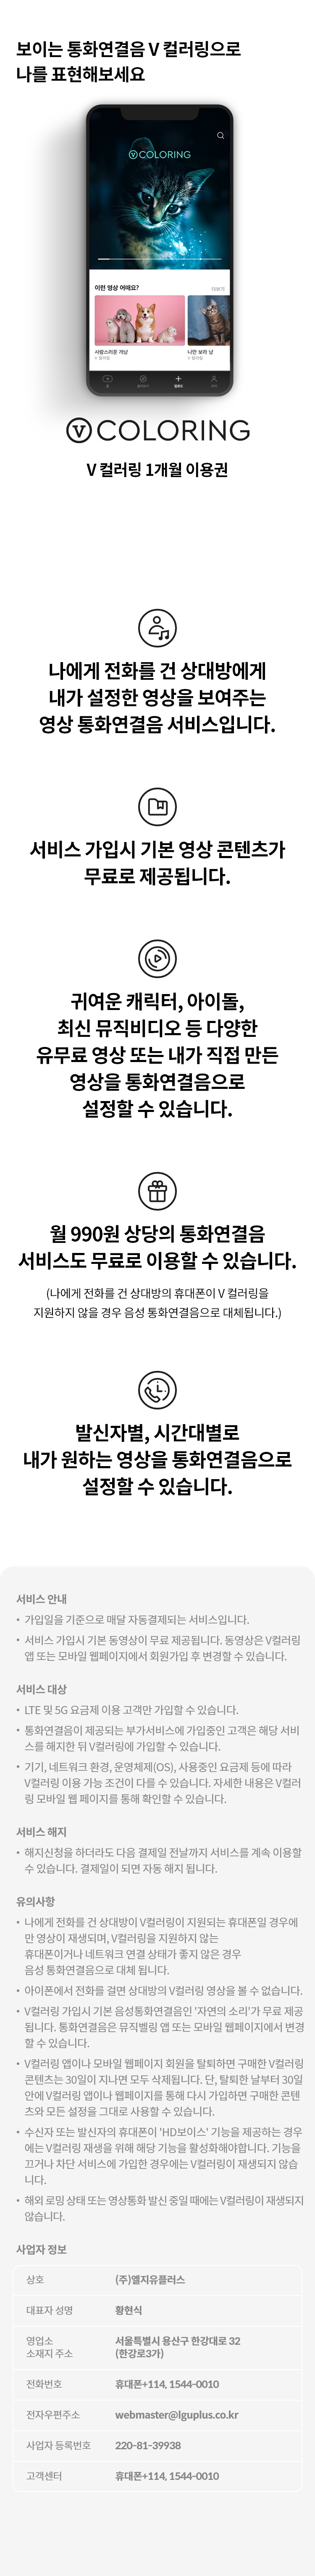 보이는 통화연결음 V 컬러링으로
나를 표현해보세요
V COLORING
이런 영상 어때요?
더보기
사랑스러운 가냥
V 컬러링
나만 보라 냥
V 컬러링
홈
V COLORING
V 컬러링 1개월 이용권
나에게 전화를 건 상대방에게
내가 설정한 영상을 보여주는
영상 통화연결음 서비스입니다.
서비스 가입시 기본 영상 콘텐츠가
무료로 제공됩니다.
귀여운 캐릭터, 아이돌,
최신 뮤직비디오 등 다양한
유무료 영상 또는 내가 직접 만든
영상을 통화연결음으로
설정할 수 있습니다.
월 990원 상당의 통화연결음
서비스도 무료로 이용할 수 있습니다.
(나에게 전화를 건 상대방의 휴대폰이 V 컬러링을
지원하지 않을 경우 음성 통화연결음으로 대체됩니다.)
발신자별, 시간대별로
내가 원하는 영상을 통화연결음으로
설정할 수 있습니다.
서비스 안내
• 가입일을 기준으로 매달 자동결제되는 서비스입니다.
• 서비스 가입시 기본 동영상이 무료 제공됩니다. 동영상은 V컬러링
앱 또는 모바일 웹페이지에서 회원가입 후 변경할 수 있습니다.
서비스 대상
• LTE 및 5G 요금제 이용 고객만 가입할 수 있습니다.
• 통화연결음이 제공되는 부가서비스에 가입중인 고객은 해당 서비
스를 해지한 뒤 V컬러링에 가입할 수 있습니다.
• 기기, 네트워크 환경, 운영체제(OS), 사용중인 요금제 등에 따라
V컬러링 이용 가능 조건이 다를 수 있습니다. 자세한 내용은 V컬러
링 모바일 웹 페이지를 통해 확인할 수 있습니다.
서비스 해지
• 해지신청을 하더라도 다음 결제일 전날까지 서비스를 계속 이용할
수 있습니다. 결제일이 되면 자동 해지 됩니다.
유의사항
• 나에게 전화를 건 상대방이 V컬러링이 지원되는 휴대폰일 경우에
만 영상이 재생되며, V컬러링을 지원하지 않는
휴대폰이거나 네트워크 연결 상태가 좋지 않은 경우
음성 통화연결음으로 대체 됩니다.
• 아이폰에서 전화를 걸면 상대방의 V컬러링 영상을 볼 수 없습니다.
• V컬러링 가입시 기본 음성통화연결음인 '자연의 소리'가 무료 제공
됩니다. 통화연결음은 뮤직벨링 앱 또는 모바일 웹페이지에서 변경
할 수 있습니다.
• V컬러링 앱이나 모바일 웹페이지 회원을 탈퇴하면 구매한 V컬러링
콘텐츠는 30일이 지나면 모두 삭제됩니다. 단, 탈퇴한 날부터 30일
안에 V컬러링 앱이나 웹페이지를 통해 다시 가입하면 구매한 콘텐
츠와 모든 설정을 그대로 사용할 수 있습니다.
• 수신자 또는 발신자의 휴대폰이 'HD보이스' 기능을 제공하는 경우
에는 V컬러링 재생을 위해 해당 기능을 활성화해야합니다. 기능을
끄거나 차단 서비스에 가입한 경우에는 V컬러링이 재생되지 않습
니다.
• 해외 로밍 상태 또는 영상통화 발신 중일 때에는 V컬러링이 재생되지
않습니다.
사업자 정보
상호 (주)엘지유플러스
대표자 성명 황현식
영업소
소재지 주소
서울특별시 용산구 한강대로 32
(한강로3가)
전화번호 휴대폰+114, 1544-0010
전자우편주소 webmaster@lguplus.co.kr
사업자 등록번호 220-81-39938
고객센터 휴대폰+114, 1544-0010